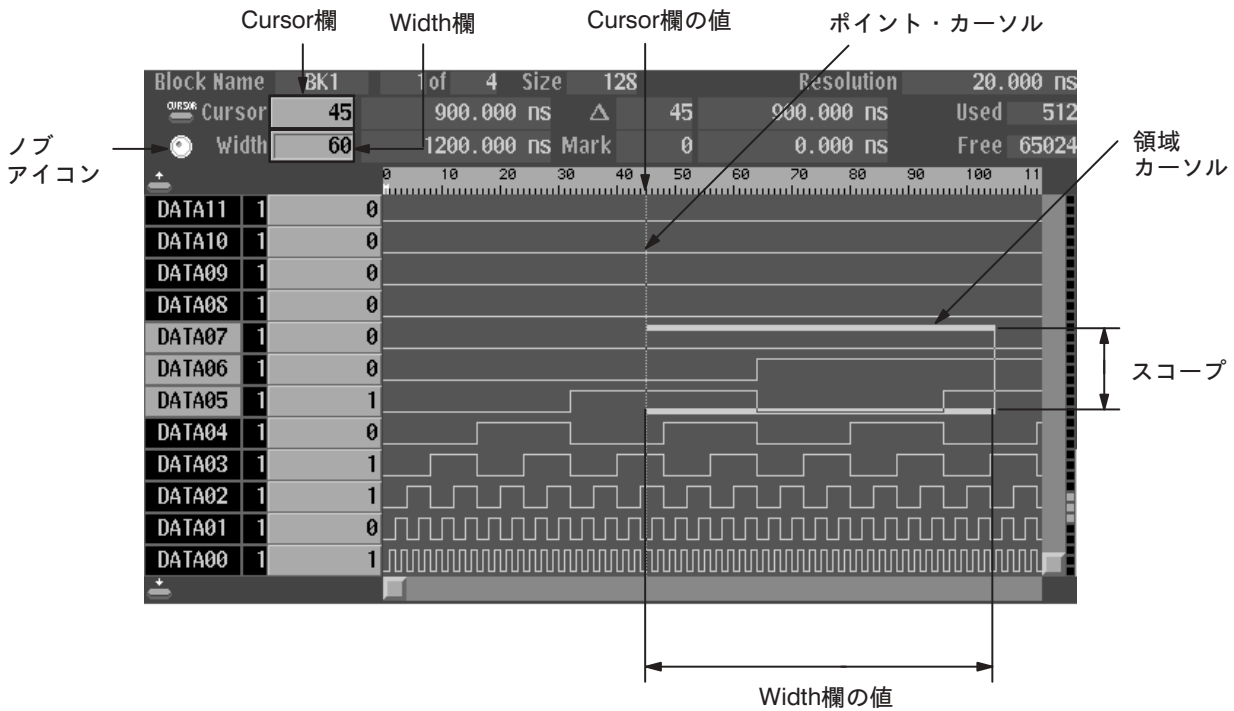 Cursor欄 Width欄 Cursor欄の値 ポイント・カーソル
Block Name BK1 1 of 4 Size 128 Resolution 20.000 ns
CURSOR Cursor 45 900.000 ns △ 45 900.000 ns Used 512
Width 60 1200.000 ns Mark 0 0.000 ns Free 65024
ノブ
アイコン
領域
カーソル
0 10 20 30 40 50 60 70 80 90 100 11
DATA11 1 0
DATA10 1 0
DATA09 1 0
DATA08 1 0
DATA07 1 0
DATA06 1 0
DATA05 1 1
DATA04 1 0
DATA03 1 1
DATA02 1 1
DATA01 1 0
DATA00 1 1
スコープ
Width欄の値